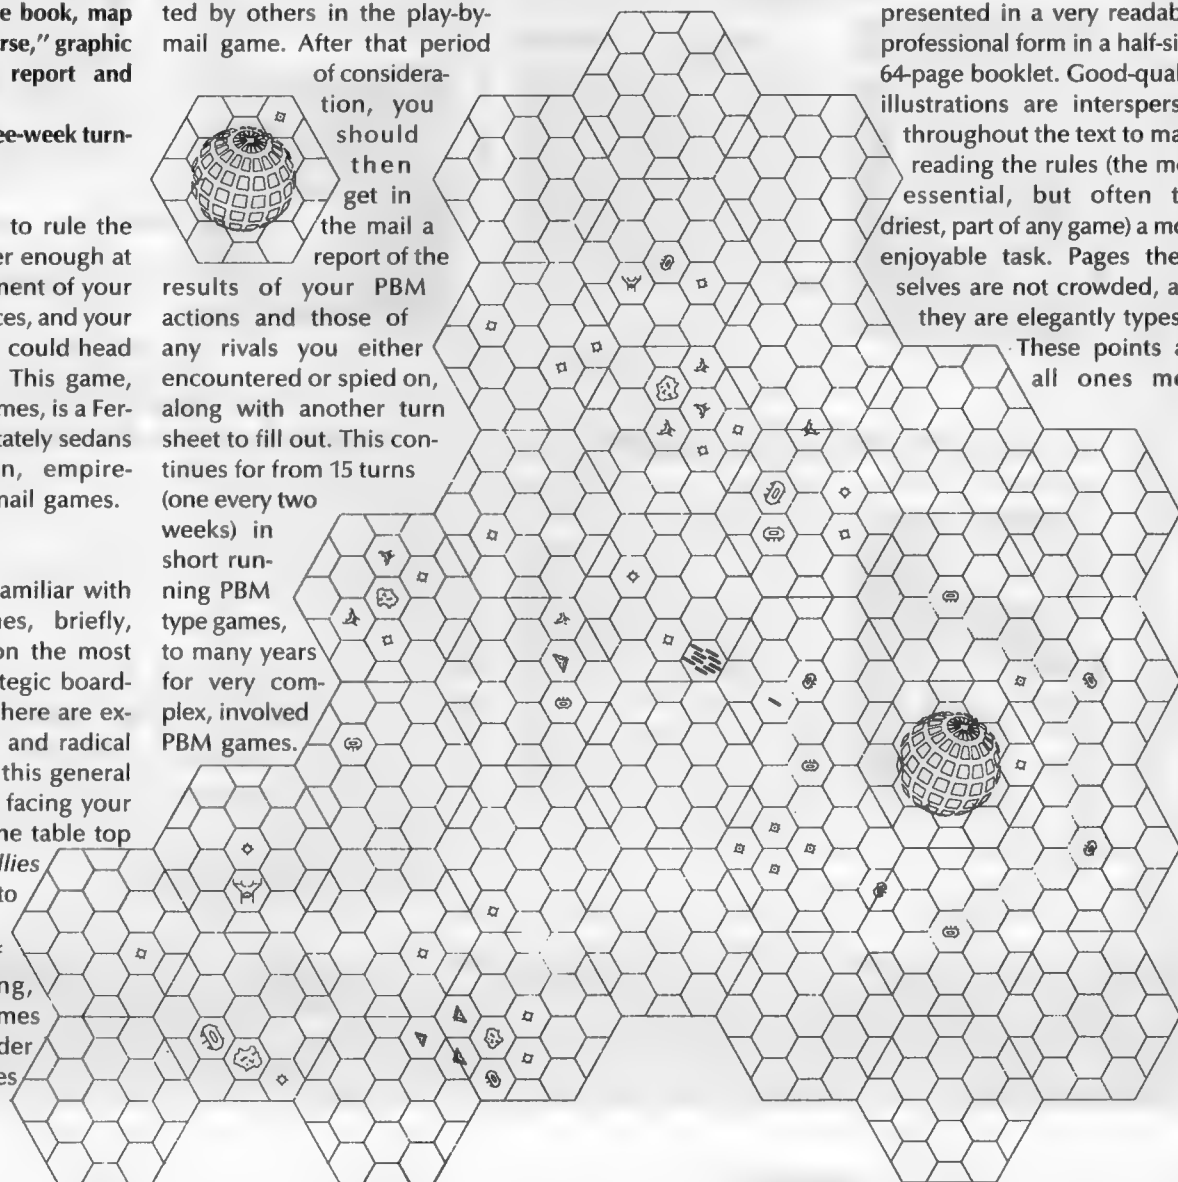 e book, map
rse," graphic
report and
ee-week turn-
to rule the
er enough at
ment of your
ces, and your
could head
This game,
mes, is a Fer-
tately sedans
n, empire-
nail games.
amiliar with
es, briefly,
on the most
tegic board-
here are ex-
and radical
this general
facing your
ne table top
llies
to
ng,
mes
der
es
ted by others in the play-by-
mail game. After that period
of considera-
tion, you
should
then
get in
the mail a
report of the
results of your PBM
actions and those of
any rivals you either
encountered or spied on,
along with another turn
sheet to fill out. This con-
tinues for from 15 turns
(one every two
weeks) in
short run-
ning PBM
type games,
to many years
for very com-
plex, involved
PBM games.
presented in a very readab
professional form in a half-si
64-page booklet. Good-qual
illustrations are interspers
throughout the text to ma
reading the rules (the mo
essential, but often t
driest, part of any game) a mo
enjoyable task. Pages the
selves are not crowded, a
they are elegantly types
These points a
all ones me